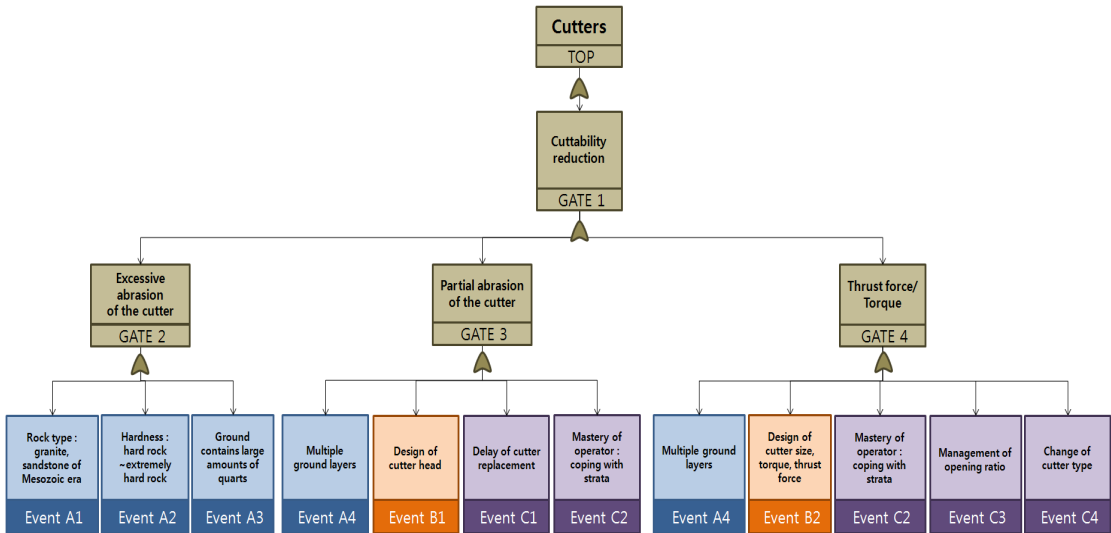 Cutters
TOP
Cuttability
reduction
GATE 1
Excessive
abrasion
of the cutter
GATE 2
Partial abrasion
of the cutter
GATE 3
Thrust force/
Torque
GATE 4
Rock type :
granite,
sandstone of
Mesozoic era
Event A1
Hardness :
hard rock
~extremely
hard rock
Event A2
Ground
contains large
amounts of
quarts
Event A3
Multiple
ground layers
Event A4
Design of
cutter head
Event B1
Delay of cutter
replacement
Event C1
Mastery of
operator :
coping with
strata
Event C2
Multiple ground
layers
Event A4
Design of
cutter size,
torque, thrust
force
Event B2
Mastery of
operator :
coping with
strata
Event C2
Management of
opening ratio
Event C3
Change of
cutter type
Event C4